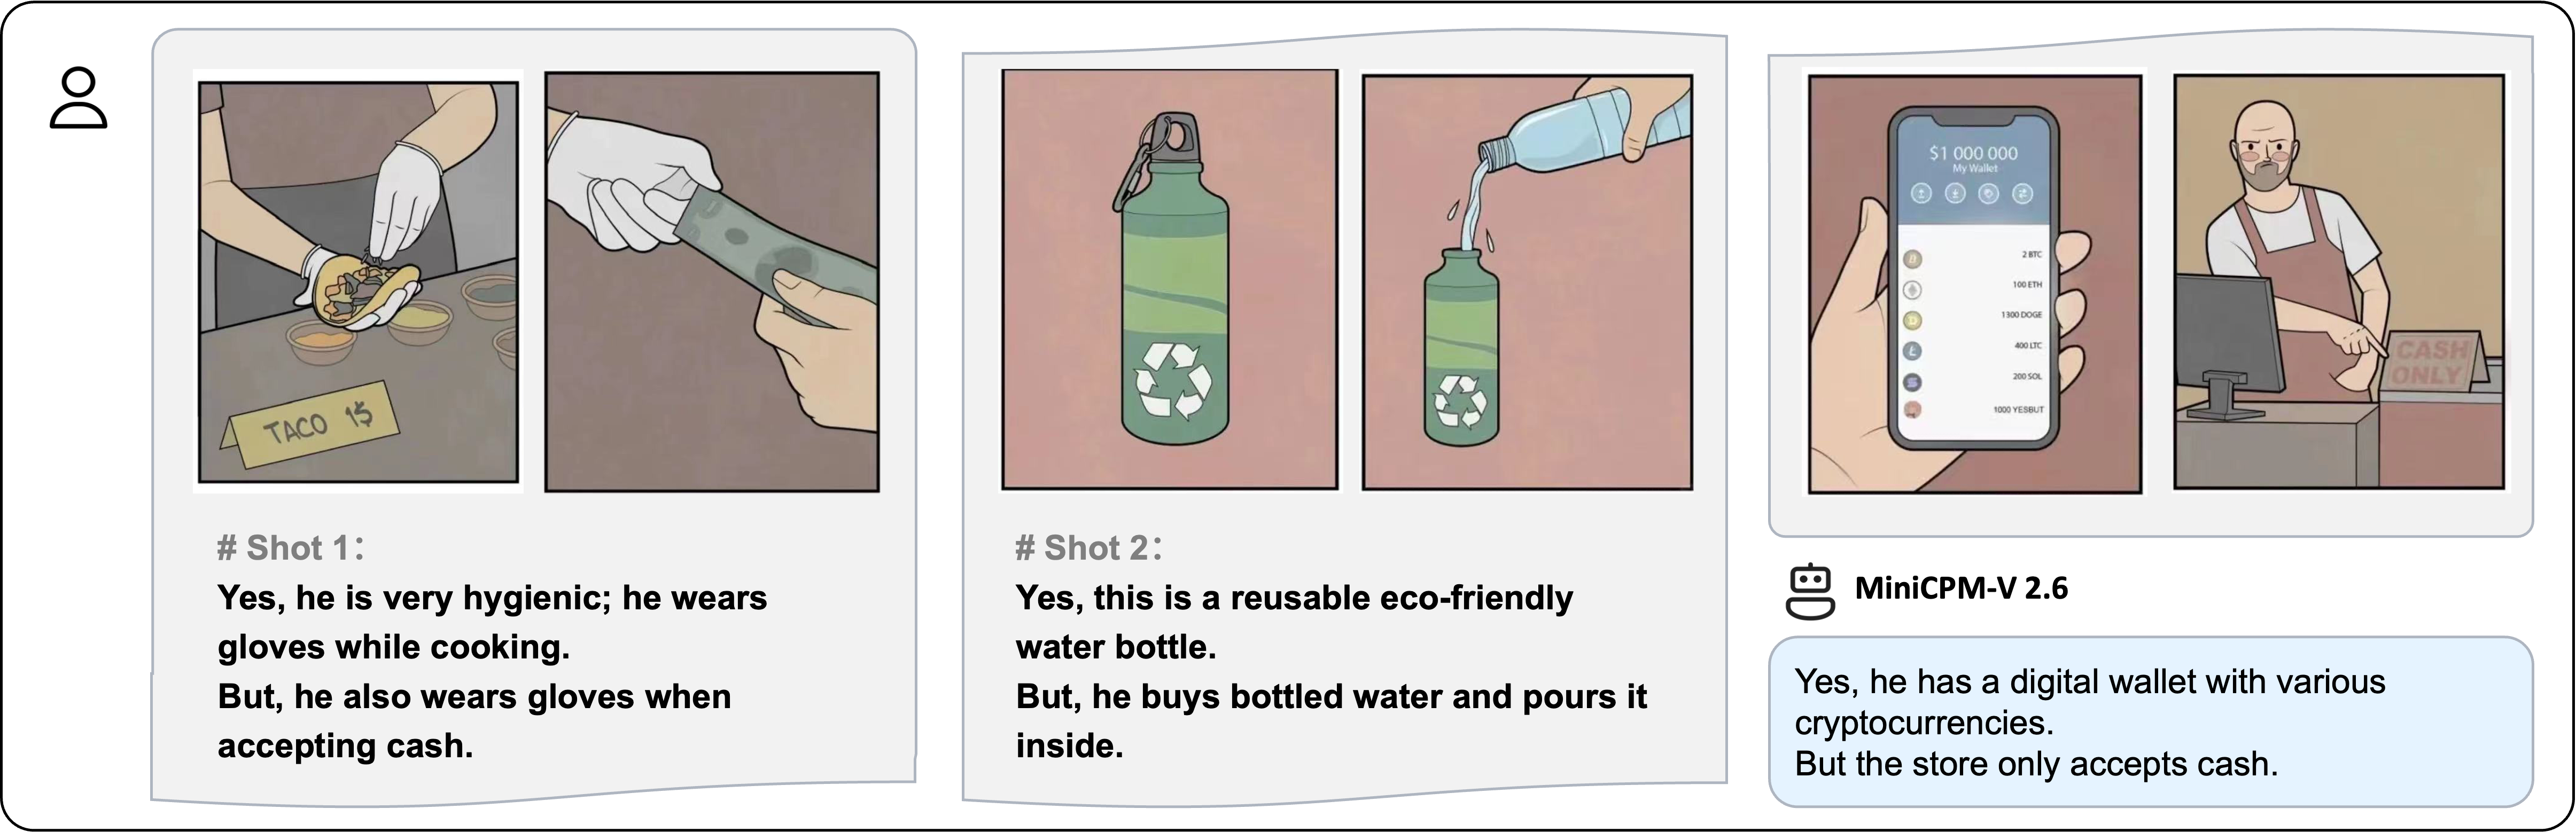 TACO 1$
# Shot 1:
Yes, he is very hygienic; he wears
gloves while cooking.
But, he also wears gloves when
accepting cash.
# Shot 2:
Yes, this is a reusable eco-friendly
water bottle.
But, he buys bottled water and pours it
inside.
$1 000 000
My Wallet
2 BTC
100 ETH
1300 DOGE
400 LTC
200 SOL
1000 YESBUT
CASH
ONLY
MiniCPM-V 2.6
Yes, he has a digital wallet with various
cryptocurrencies.
But the store only accepts cash.